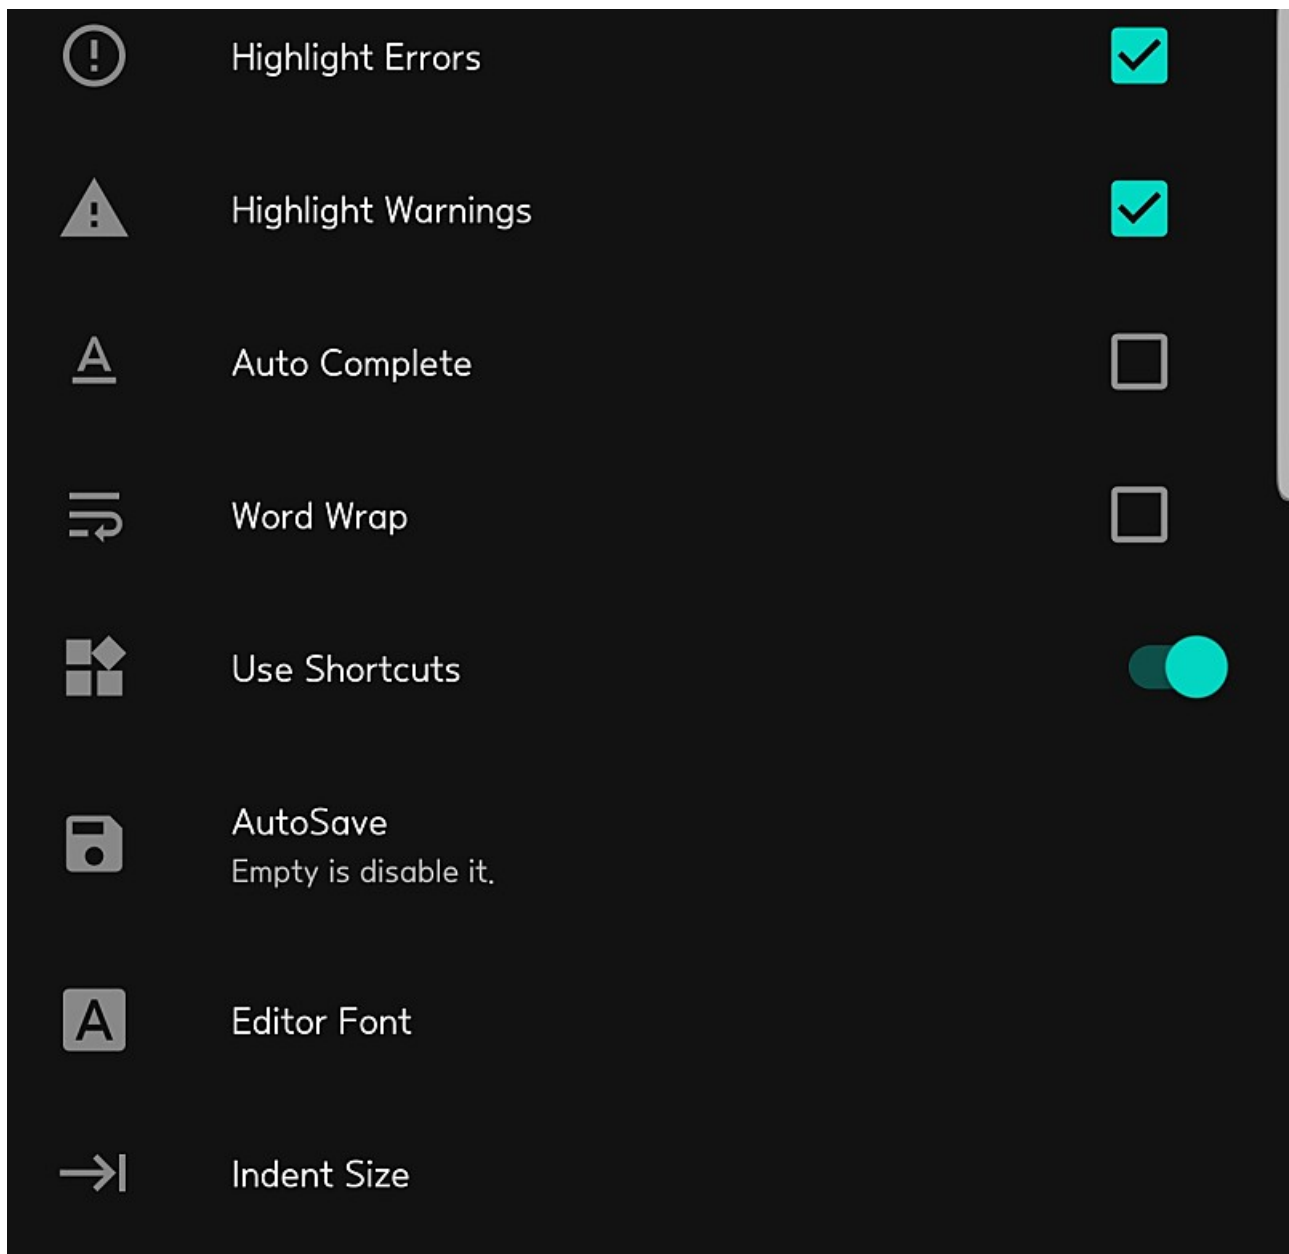 Highlight Errors
Highlight Warnings
Auto Complete
Word Wrap
Use Shortcuts
AutoSave
Empty is disable it.
Editor Font
Indent Size